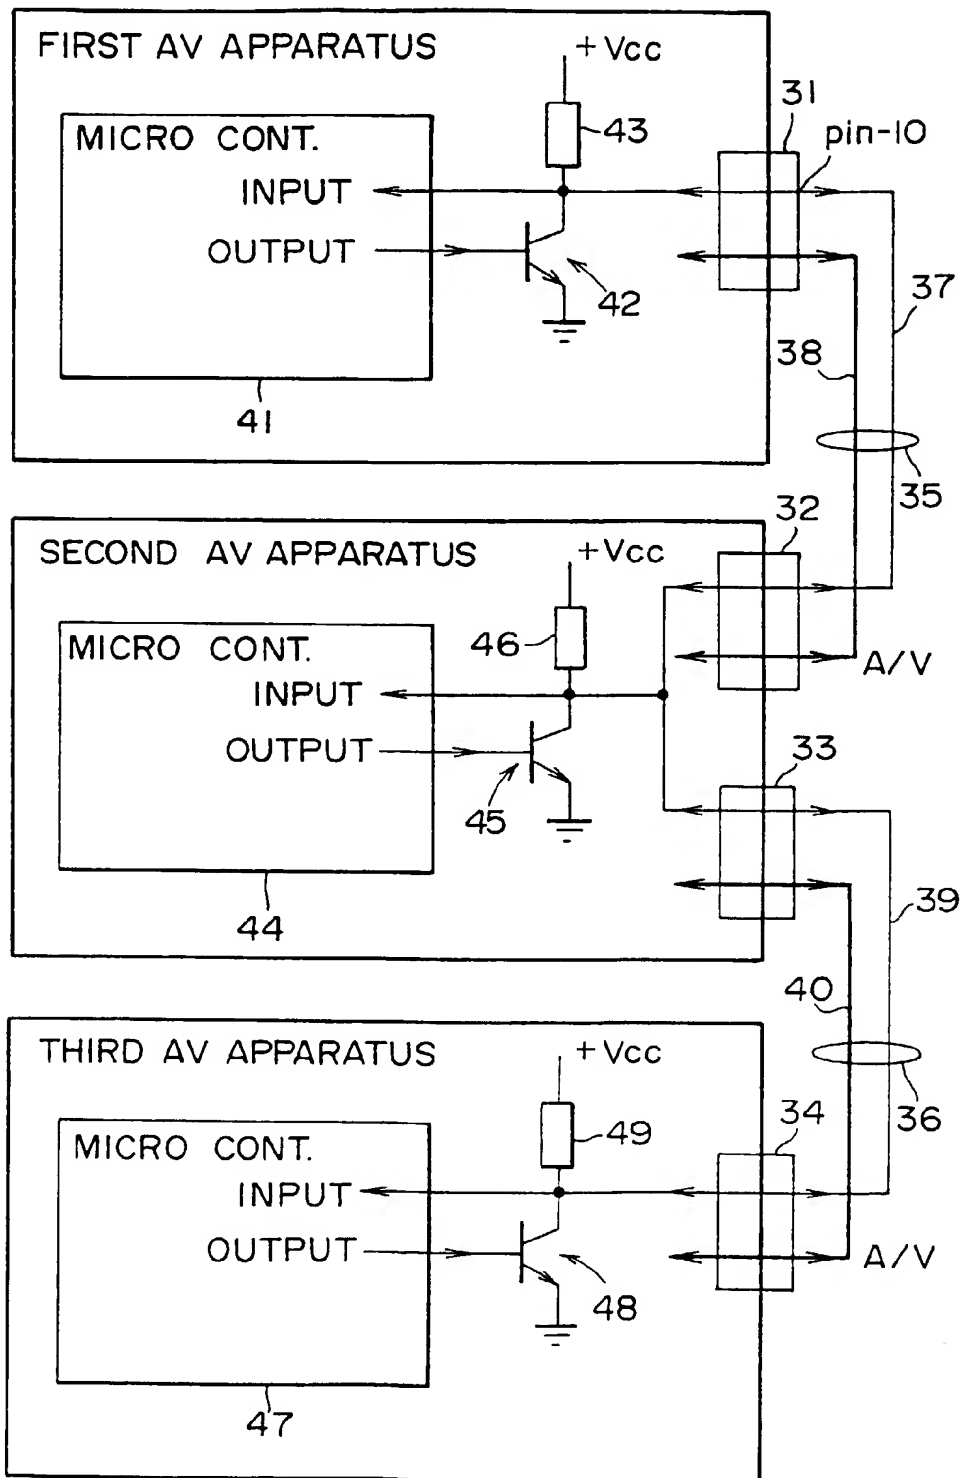 FIRST AV APPARATUS
+Vcc
31
43
pin-10
MICRO CONT.
INPUT
OUTPUT
42
37
38
41
35
32
SECOND AV APPARATUS
+Vcc
46
MICRO CONT.
INPUT
A/V
OUTPUT
33
45
44
39
40
THIRD AV APPARATUS
+Vcc
36
34
49
MICRO CONT.
INPUT
OUTPUT
A/V
48
47